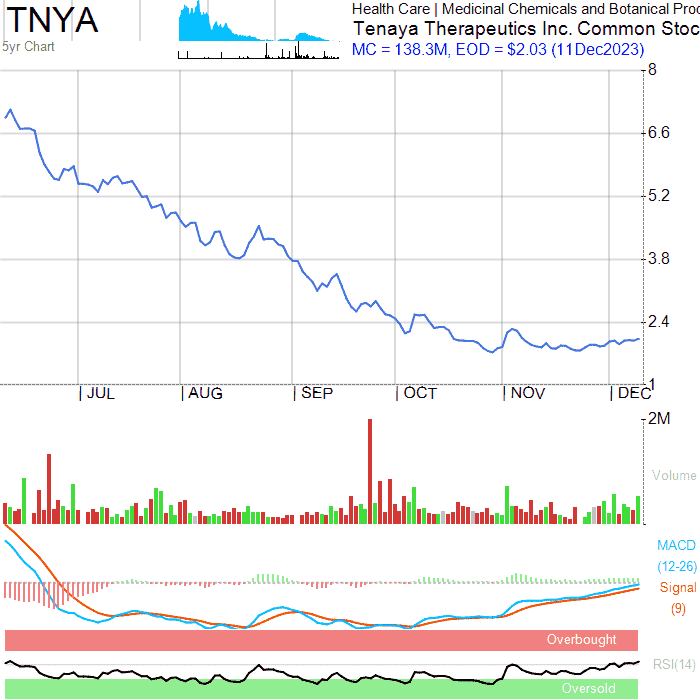 TNYA
5yr Chart
Health Care | Medicinal Chemicals and Botanical Proc
Tenaya Therapeutics Inc. Common Stoc
MC = 138.3M, EOD = $2.03 (11Dec2023)
8
6.6
5.2
3.8
2.4
1
JUL AUG SEP OCT NOV DEC
2M
Volume
MACD
(12-26)
Signal
(9)
Overbought
RSI(14)
Oversold